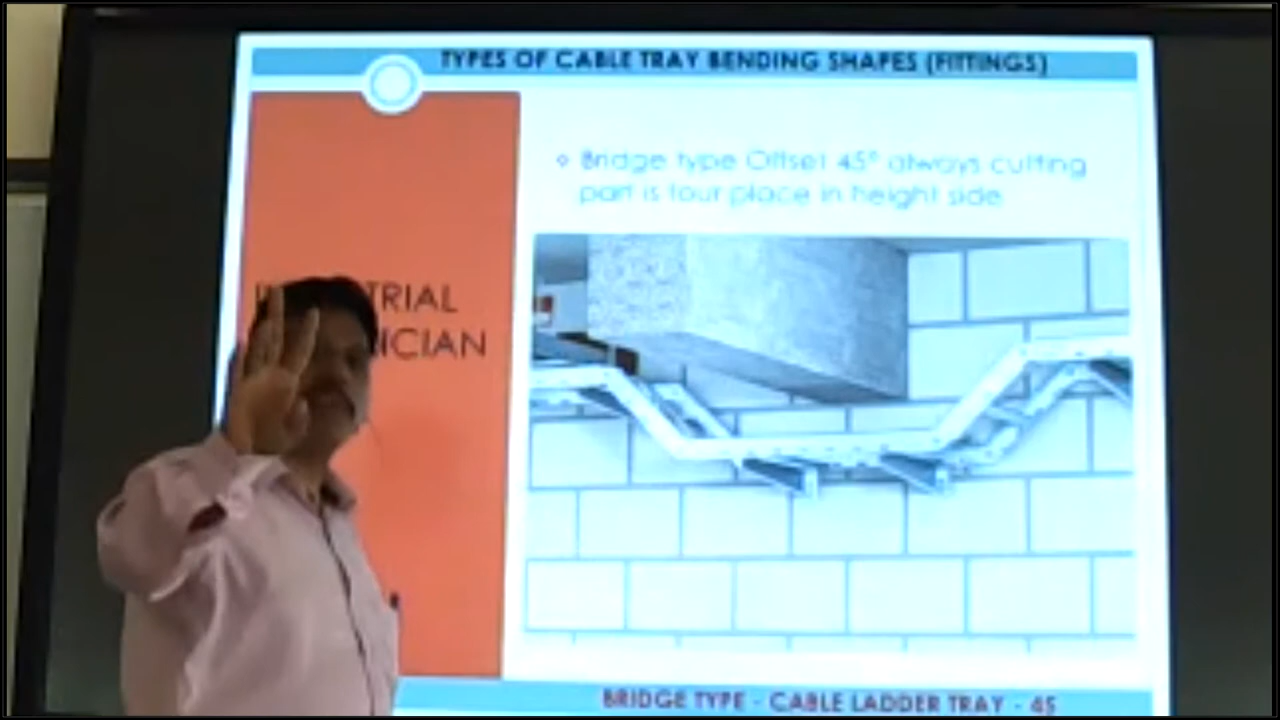 TYPES OF CABLE TRAY BENDING SHAPES (FITTINGS)
Bridge type Offset 45° always cutting
part is four place in height side
TRIAL
ICIAN
BRIDGE TYPE - CABLE LADDER TRAY - 45